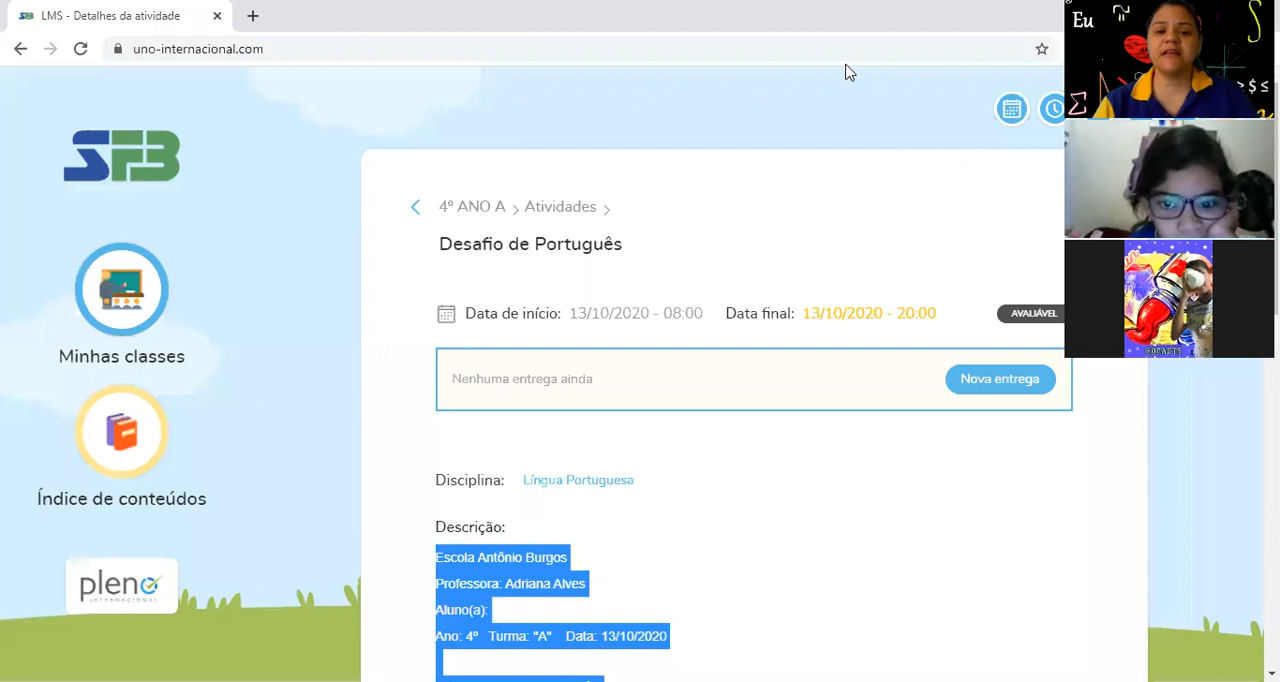 LMS - Detalhes da atividade
uno-internacional.com
Eu
SFB
4º ANO A > Atividades >
Desafio de Português
Data de início: 13/10/2020 - 08:00 Data final: 13/10/2020 - 20:00 AVALIÁVEL
Nenhuma entrega ainda Nova entrega
Minhas classes
Índice de conteúdos
Disciplina: Língua Portuguesa
Descrição:
Escola Antônio Burgos
Professora: Adriana Alves
Aluno(a):
Ano: 4º Turma: "A" Data: 13/10/2020
pleno
INTERNACIONAL